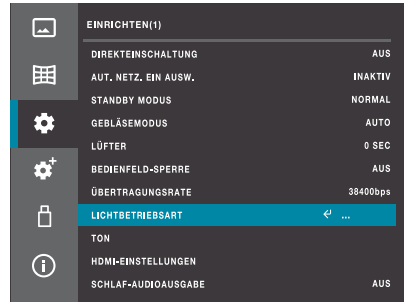 EINRICHTEN(1)
DIREKTEINSCHALTUNG AUS
AUT. NETZ. EIN AUSW. INAKTIV
STANDBY MODUS NORMAL
GEBLÄSEMODUS AUTO
LÜFTER 0 SEC
BEDIENFELD-SPERRE AUS
ÜBERTRAGUNGSRATE 38400bps
LICHTBETRIEBSART ↵ ...
TON
HDMI-EINSTELLUNGEN
SCHLAF-AUDIOAUSGABE AUS